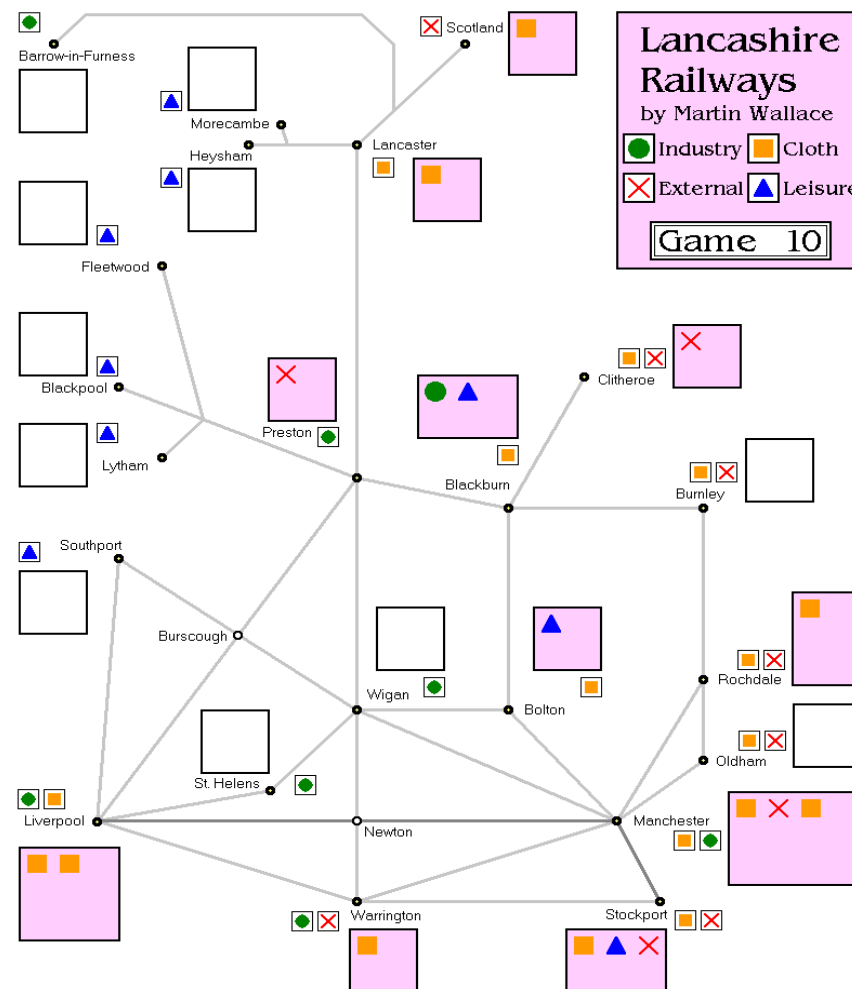 Scotland
Barrow-in-Furness
Lancashire
Railways
by Martin Wallace
Industry
Cloth
External
Leisure
Game 10
Morecambe
Heysham
Lancaster
Fleetwood
Blackpool
Lytham
Preston
Clitheroe
Blackburn
Burnley
Southport
Burscough
Wigan
Bolton
Rochdale
Oldham
St. Helens
Liverpool
Newton
Manchester
Warrington
Stockport